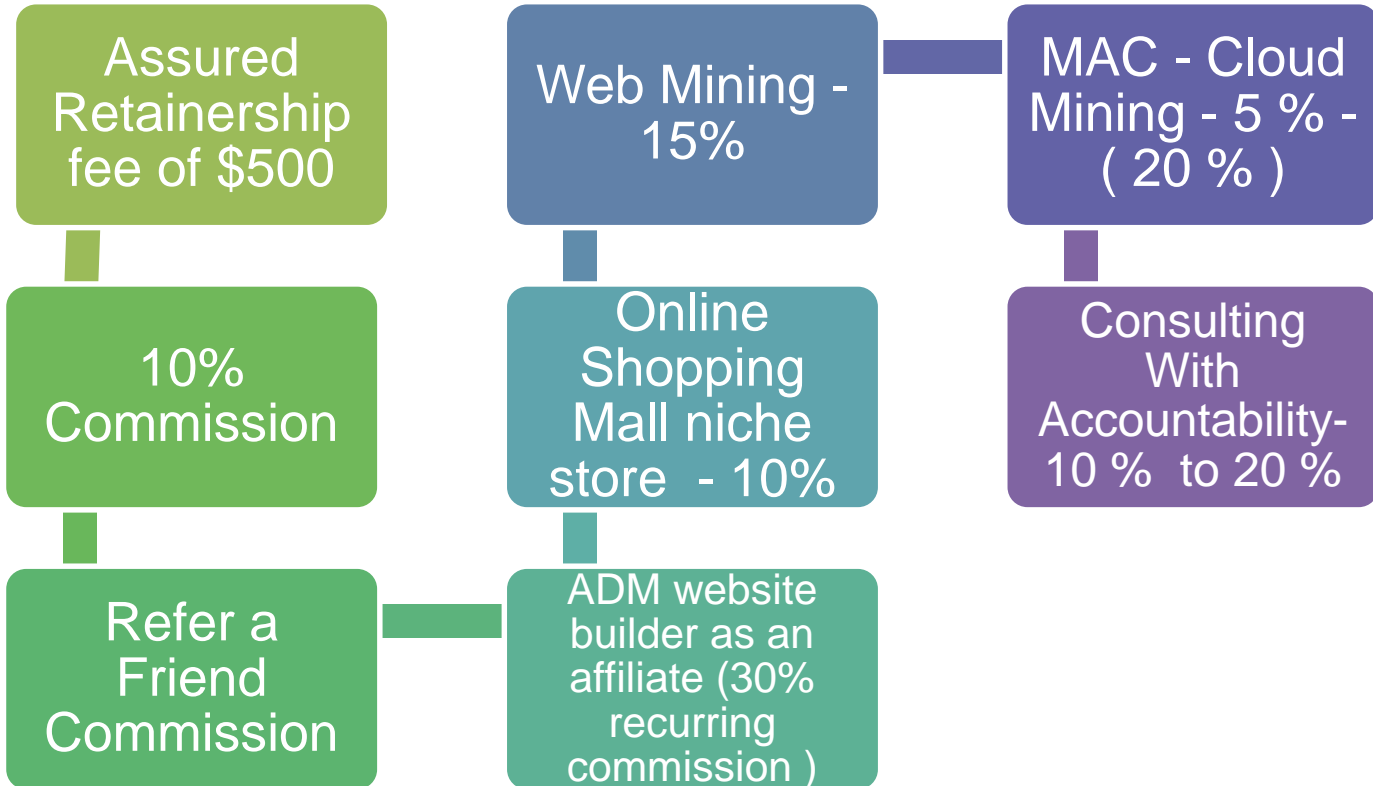 Assured
Retainership
fee of $500
10%
Commission
Refer a
Friend
Commission
ADM website
builder as an
affiliate (30%
recurring
commission )
Online
Shopping
Mall niche
store - 10%
Web Mining -
15%
MAC - Cloud
Mining - 5 % -
( 20 % )
Consulting
With
Accountability-
10 % to 20 %